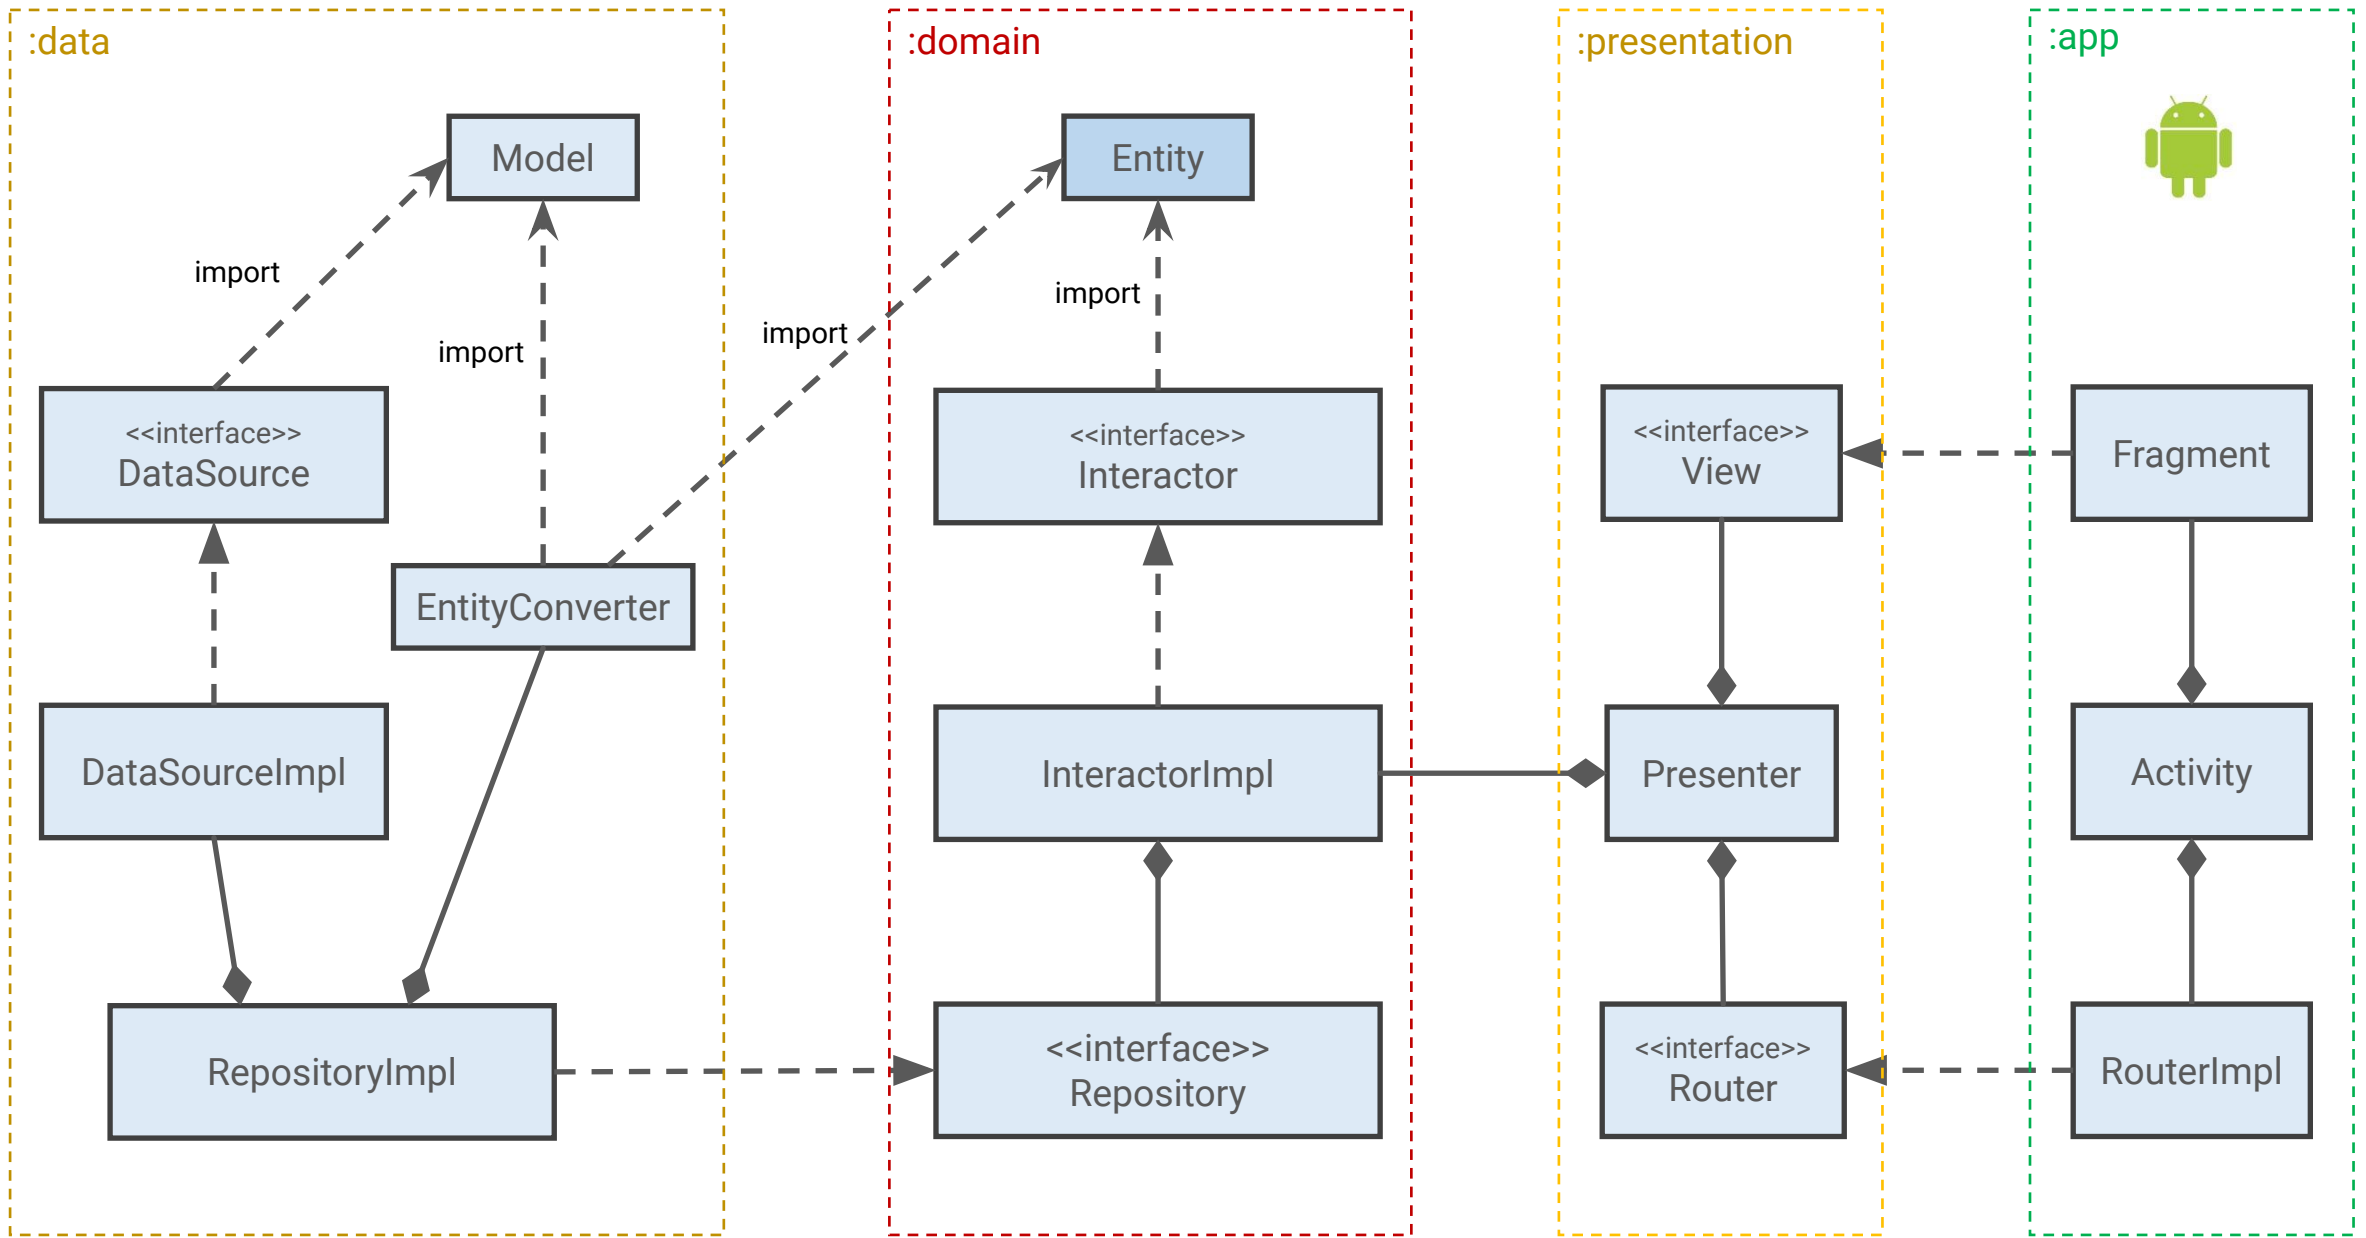 :data
Model
import
import
<<interface>>
DataSource
EntityConverter
DataSourceImpl
RepositoryImpl
import
:domain
Entity
import
<<interface>>
Interactor
InteractorImpl
<<interface>>
Repository
:presentation
<<interface>>
View
Presenter
<<interface>>
Router
:app
Fragment
Activity
RouterImpl